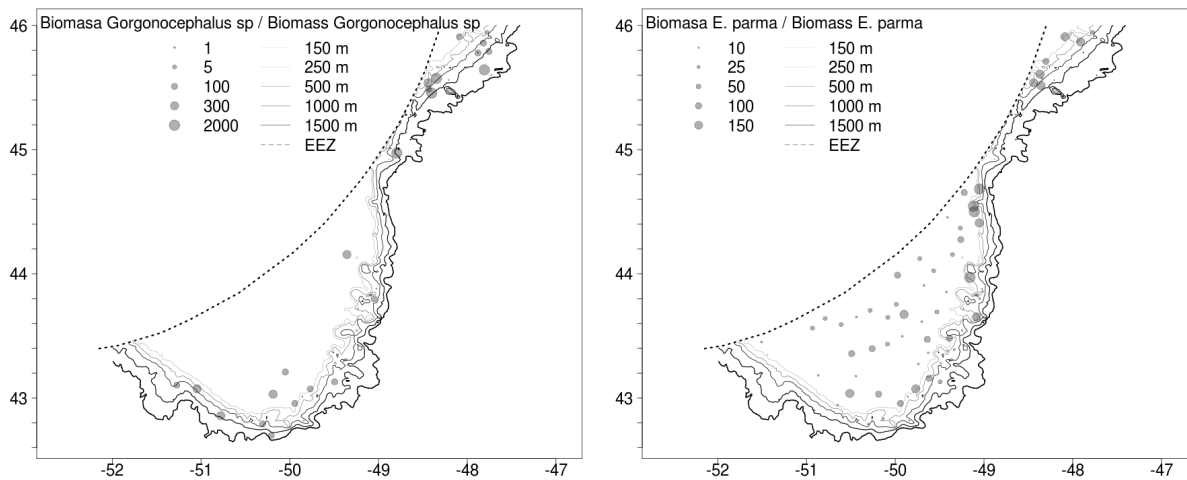 Biomasa Gorgonocephalus sp / Biomass Gorgonocephalus sp
1 150 m
5 250 m
100 500 m
300 1000 m
2000 1500 m
EEZ
46
45
44
43
-52 -51 -50 -49 -48 -47
Biomasa E. parma / Biomass E. parma
10 150 m
25 250 m
50 500 m
100 1000 m
150 1500 m
EEZ
46
45
44
43
-52 -51 -50 -49 -48 -47